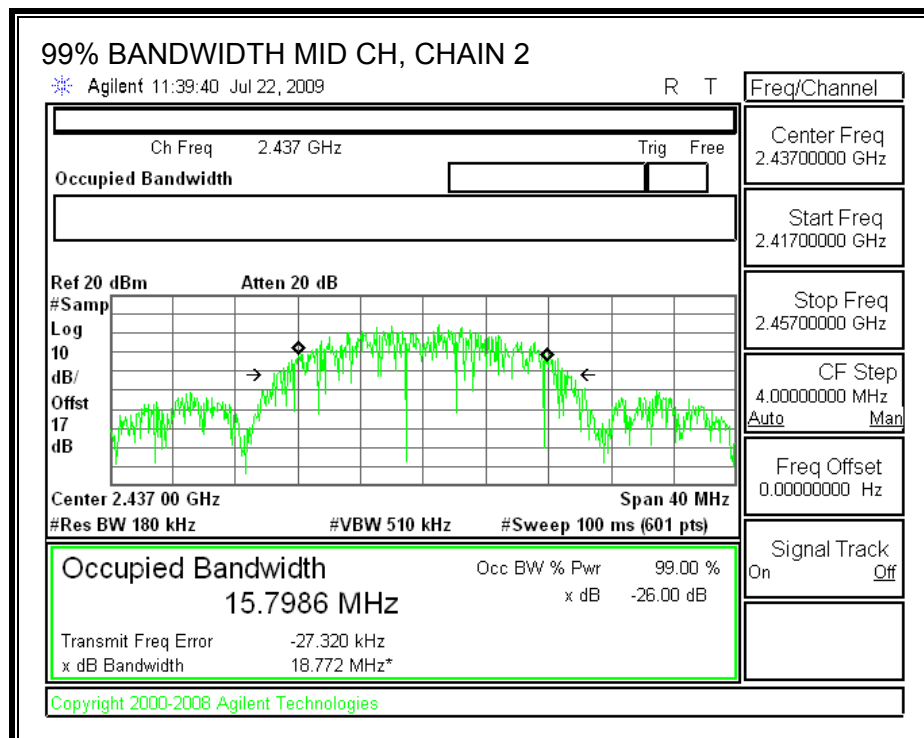 99% BANDWIDTH MID CH, CHAIN 2
Agilent 11:39:40 Jul 22, 2009 R T
Freq/Channel
Ch Freq 2.437 GHz Trig Free
Occupied Bandwidth
Center Freq
2.43700000 GHz
Start Freq
2.41700000 GHz
Stop Freq
2.45700000 GHz
CF Step
4.00000000 MHz
Auto Man
Freq Offset
0.00000000 Hz
Signal Track
On Off
Ref 20 dBm Atten 20 dB
#Samp
Log
10
dB/
Offst
17
dB
Center 2.437 00 GHz Span 40 MHz
#Res BW 180 kHz #VBW 510 kHz #Sweep 100 ms (601 pts)
Occupied Bandwidth
15.7986 MHz
Occ BW % Pwr 99.00 %
x dB -26.00 dB
Transmit Freq Error -27.320 kHz
x dB Bandwidth 18.772 MHz*
Copyright 2000-2008 Agilent Technologies